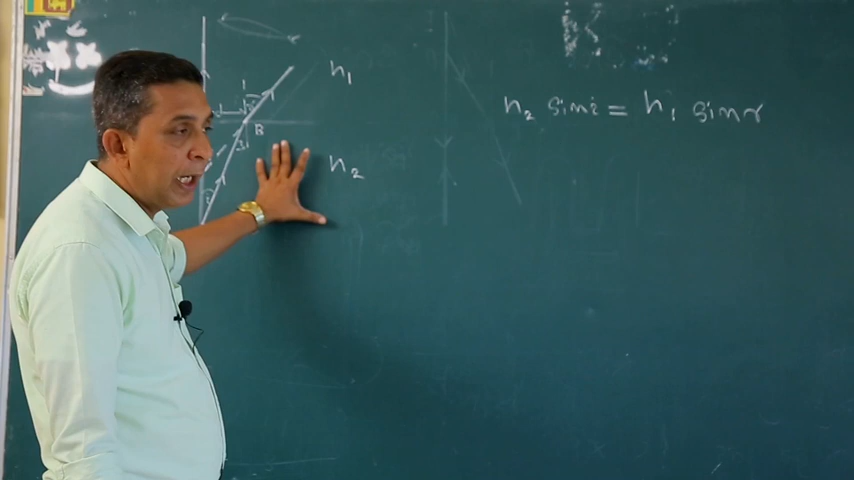 n₁
n₂ sin i = n₁ sin r
B
n₂